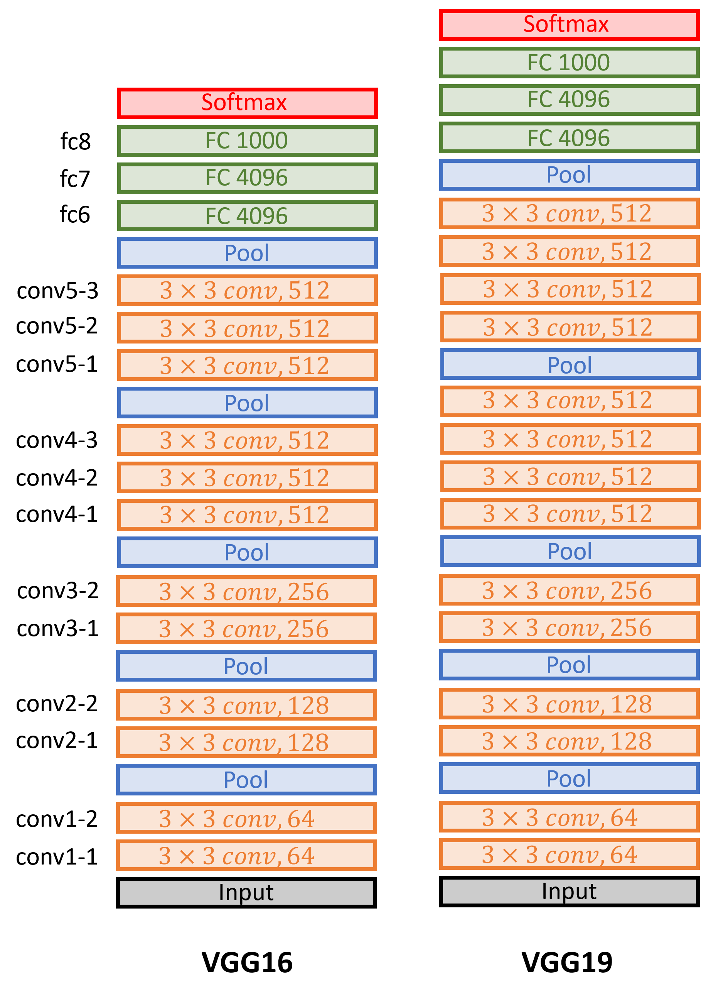 Softmax
fc8 FC 1000
fc7 FC 4096
fc6 FC 4096
Pool
conv5-3 3 × 3 conv, 512
conv5-2 3 × 3 conv, 512
conv5-1 3 × 3 conv, 512
Pool
conv4-3 3 × 3 conv, 512
conv4-2 3 × 3 conv, 512
conv4-1 3 × 3 conv, 512
Pool
conv3-2 3 × 3 conv, 256
conv3-1 3 × 3 conv, 256
Pool
conv2-2 3 × 3 conv, 128
conv2-1 3 × 3 conv, 128
Pool
conv1-2 3 × 3 conv, 64
conv1-1 3 × 3 conv, 64
Input
VGG16
Softmax
FC 1000
FC 4096
FC 4096
Pool
3 × 3 conv, 512
3 × 3 conv, 512
3 × 3 conv, 512
3 × 3 conv, 512
Pool
3 × 3 conv, 512
3 × 3 conv, 512
3 × 3 conv, 512
3 × 3 conv, 512
Pool
3 × 3 conv, 256
3 × 3 conv, 256
Pool
3 × 3 conv, 128
3 × 3 conv, 128
Pool
3 × 3 conv, 64
3 × 3 conv, 64
Input
VGG19